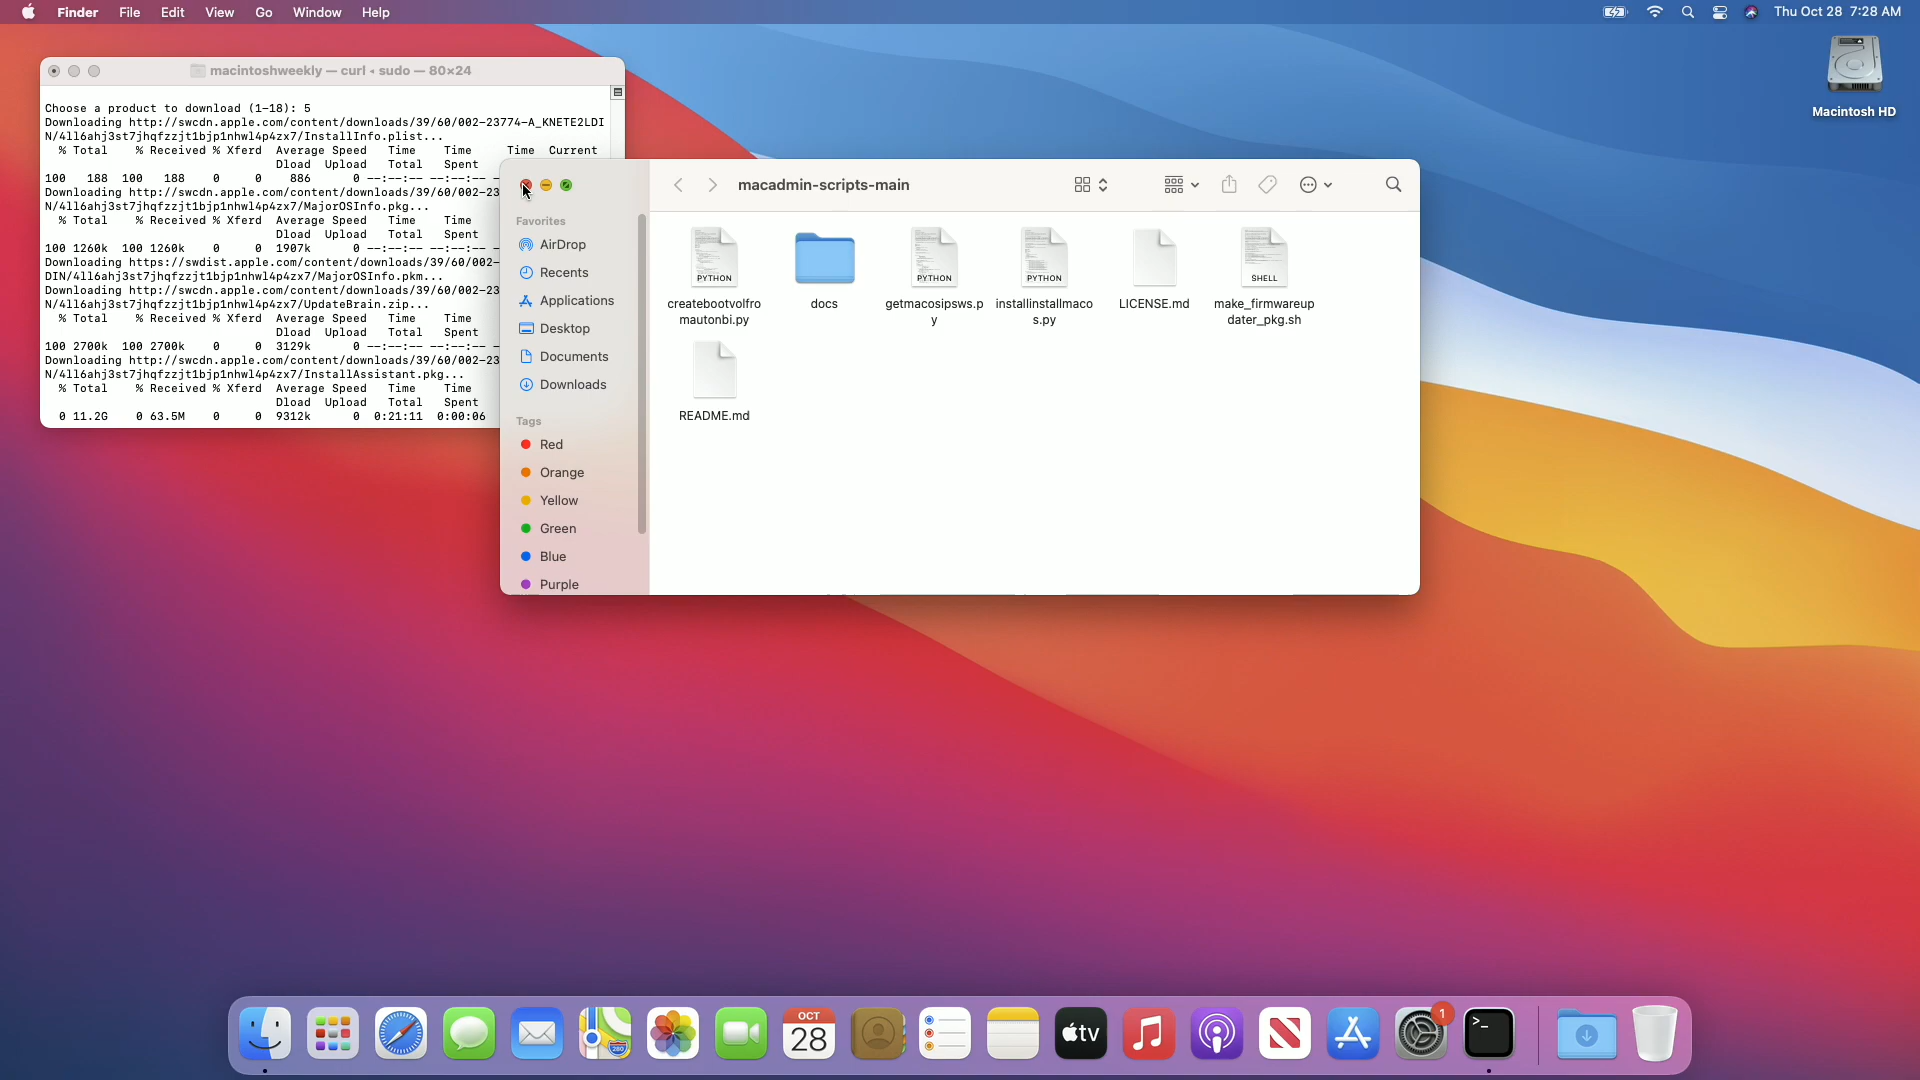 Finder File Edit View Go Window Help
Thu Oct 28 7:28 AM
Macintosh HD
macintoshweekly — curl ◂ sudo — 80×24
Choose a product to download (1-18): 5
Downloading http://swcdn.apple.com/content/downloads/39/60/002-23774-A_KNETE2LDI
N/4ll6ahj3st7jhqfzzjt1bjp1nhwl4p4zx7/InstallInfo.plist...
% Total % Received % Xferd Average Speed Time Time Time Current
Dload Upload Total Spent
100 188 100 188 0 0 886 0 --:--:-- --:--:-- -
Downloading http://swcdn.apple.com/content/downloads/39/60/002-23
N/4ll6ahj3st7jhqfzzjt1bjp1nhwl4p4zx7/MajorOSInfo.pkg...
% Total % Received % Xferd Average Speed Time Time
Dload Upload Total Spent
100 1260k 100 1260k 0 0 1907k 0 --:--:-- --:--:-- -
Downloading https://swdist.apple.com/content/downloads/39/60/002-
DIN/4ll6ahj3st7jhqfzzjt1bjp1nhwl4p4zx7/MajorOSInfo.pkm...
Downloading http://swcdn.apple.com/content/downloads/39/60/002-23
N/4ll6ahj3st7jhqfzzjt1bjp1nhwl4p4zx7/UpdateBrain.zip...
% Total % Received % Xferd Average Speed Time Time
Dload Upload Total Spent
100 2700k 100 2700k 0 0 3129k 0 --:--:-- --:--:-- -
Downloading http://swcdn.apple.com/content/downloads/39/60/002-23
N/4ll6ahj3st7jhqfzzjt1bjp1nhwl4p4zx7/InstallAssistant.pkg...
% Total % Received % Xferd Average Speed Time Time
Dload Upload Total Spent
0 11.2G 0 63.5M 0 0 9312k 0 0:21:11 0:00:06
Favorites
AirDrop
Recents
Applications
Desktop
Documents
Downloads
Tags
Red
Orange
Yellow
Green
Blue
Purple
macadmin-scripts-main
PYTHON
createbootvolfro
mautonbi.py
docs
PYTHON
getmacosipsws.p
y
PYTHON
installinstallmaco
s.py
LICENSE.md
SHELL
make_firmwareup
dater_pkg.sh
README.md
280
OCT
28
tv
1
>_